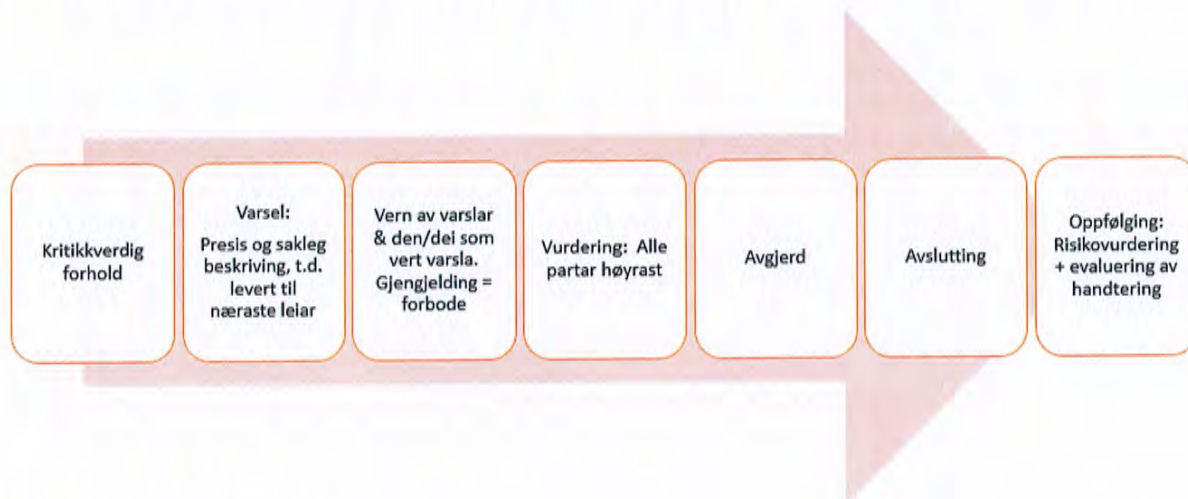 Kritikkverdig
forhold
Varsel:
Presis og sakleg
beskriving, t.d.
levert til
næraste leiar
Vern av varslar
& den/dei som
vert varsla.
Gjengjelding =
forbode
Vurdering: Alle
partar høyrast
Avgjerd
Avslutting
Oppfølging:
Risikovurdering
+ evaluering av
handtering